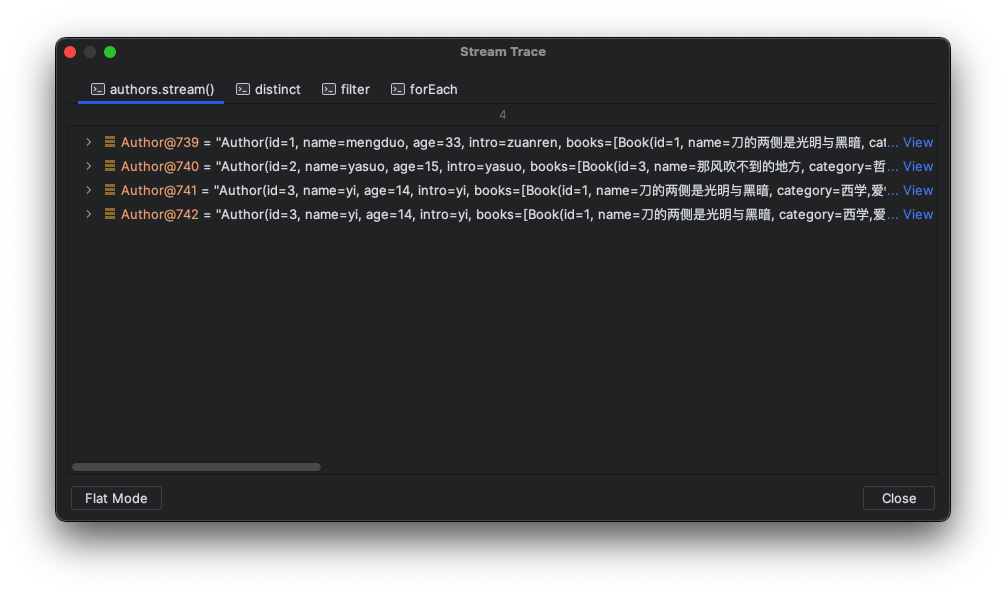 Stream Trace
authors.stream() distinct filter forEach
4
Author@739 = "Author(id=1, name=mengduo, age=33, intro=zuanren, books=[Book(id=1, name=刀的两侧是光明与黑暗, cat... View
Author@740 = "Author(id=2, name=yasuo, age=15, intro=yasuo, books=[Book(id=3, name=那风吹不到的地方, category=哲... View
Author@741 = "Author(id=3, name=yi, age=14, intro=yi, books=[Book(id=1, name=刀的两侧是光明与黑暗, category=西学,爱... View
Author@742 = "Author(id=3, name=yi, age=14, intro=yi, books=[Book(id=1, name=刀的两侧是光明与黑暗, category=西学,爱... View
Flat Mode Close